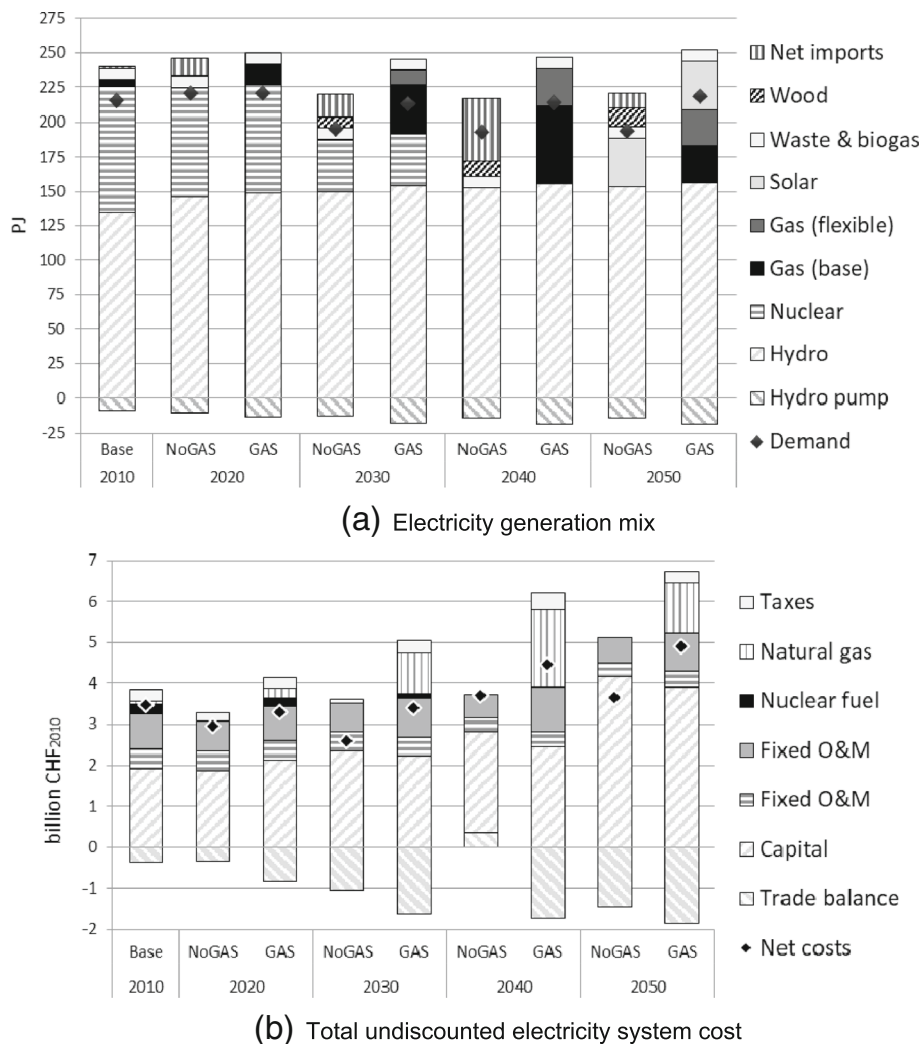 275
250
225
200
175
150
125
100
75
50
25
0
-25
PJ
Base NoGAS GAS NoGAS GAS NoGAS GAS NoGAS GAS
2010 2020 2030 2040 2050
Net imports
Wood
Waste & biogas
Solar
Gas (flexible)
Gas (base)
Nuclear
Hydro
Hydro pump
Demand
(a) Electricity generation mix
7
6
5
4
3
2
1
0
-1
-2
billion CHF2010
Base NoGAS GAS NoGAS GAS NoGAS GAS NoGAS GAS
2010 2020 2030 2040 2050
Taxes
Natural gas
Nuclear fuel
Fixed O&M
Fixed O&M
Capital
Trade balance
Net costs
(b) Total undiscounted electricity system cost